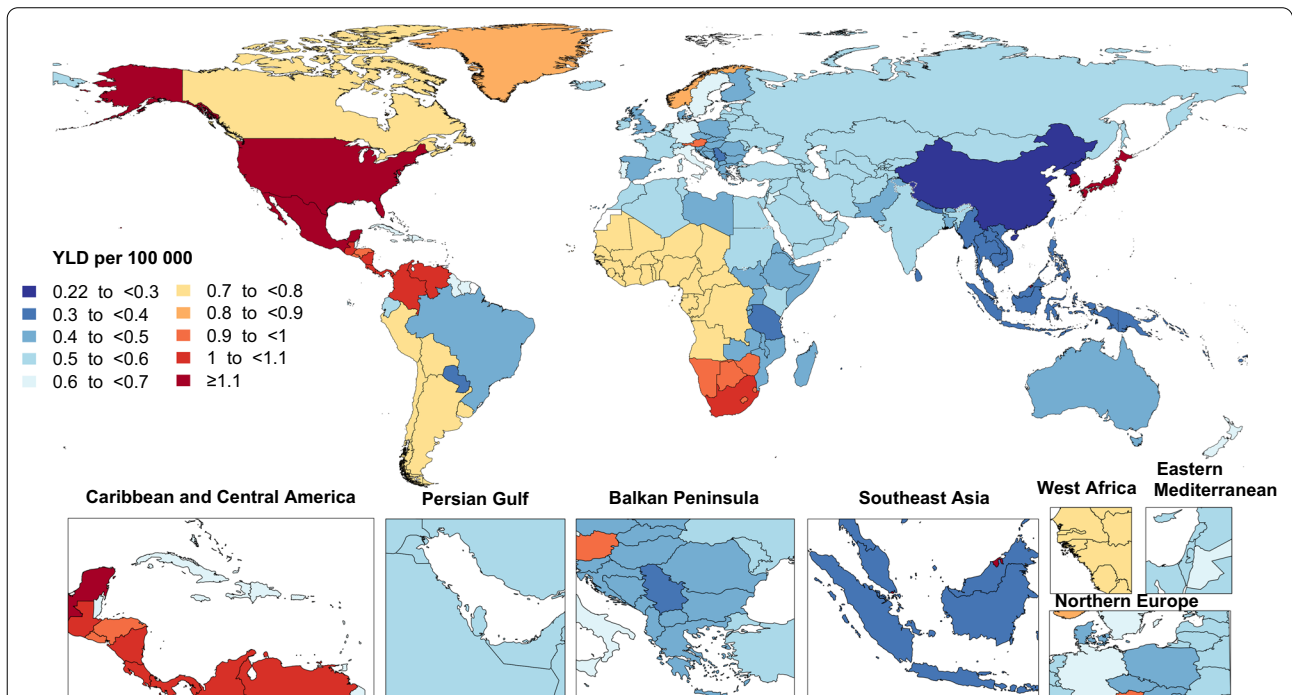 YLD per 100 000
0.22 to <0.3
0.3 to <0.4
0.4 to <0.5
0.5 to <0.6
0.6 to <0.7
0.7 to <0.8
0.8 to <0.9
0.9 to <1
1 to <1.1
≥1.1
Caribbean and Central America
Persian Gulf
Balkan Peninsula
Southeast Asia
West Africa
Eastern
Mediterranean
Northern Europe